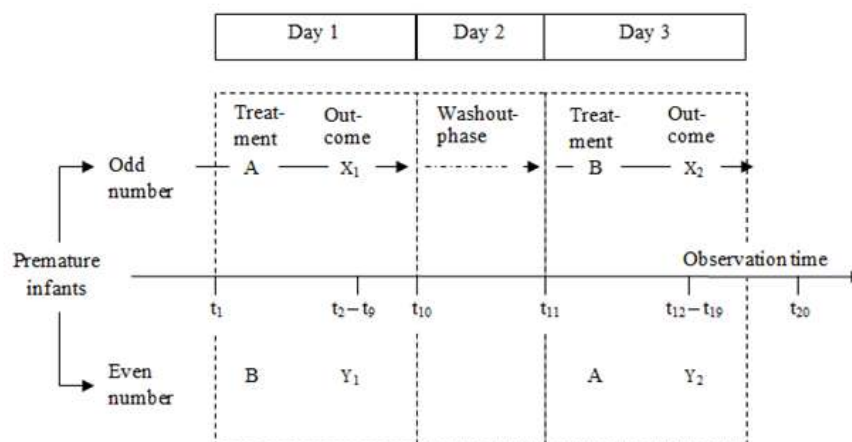 Day 1 Day 2 Day 3
Treat- Out- Washout- Treat- Out-
ment come phase ment come
Odd A X₁ B X₂
number
Premature Observation time
infants
t₁ t₂ – t₉ t₁₀ t₁₁ t₁₂ – t₁₉ t₂₀
Even B Y₁ A Y₂
number